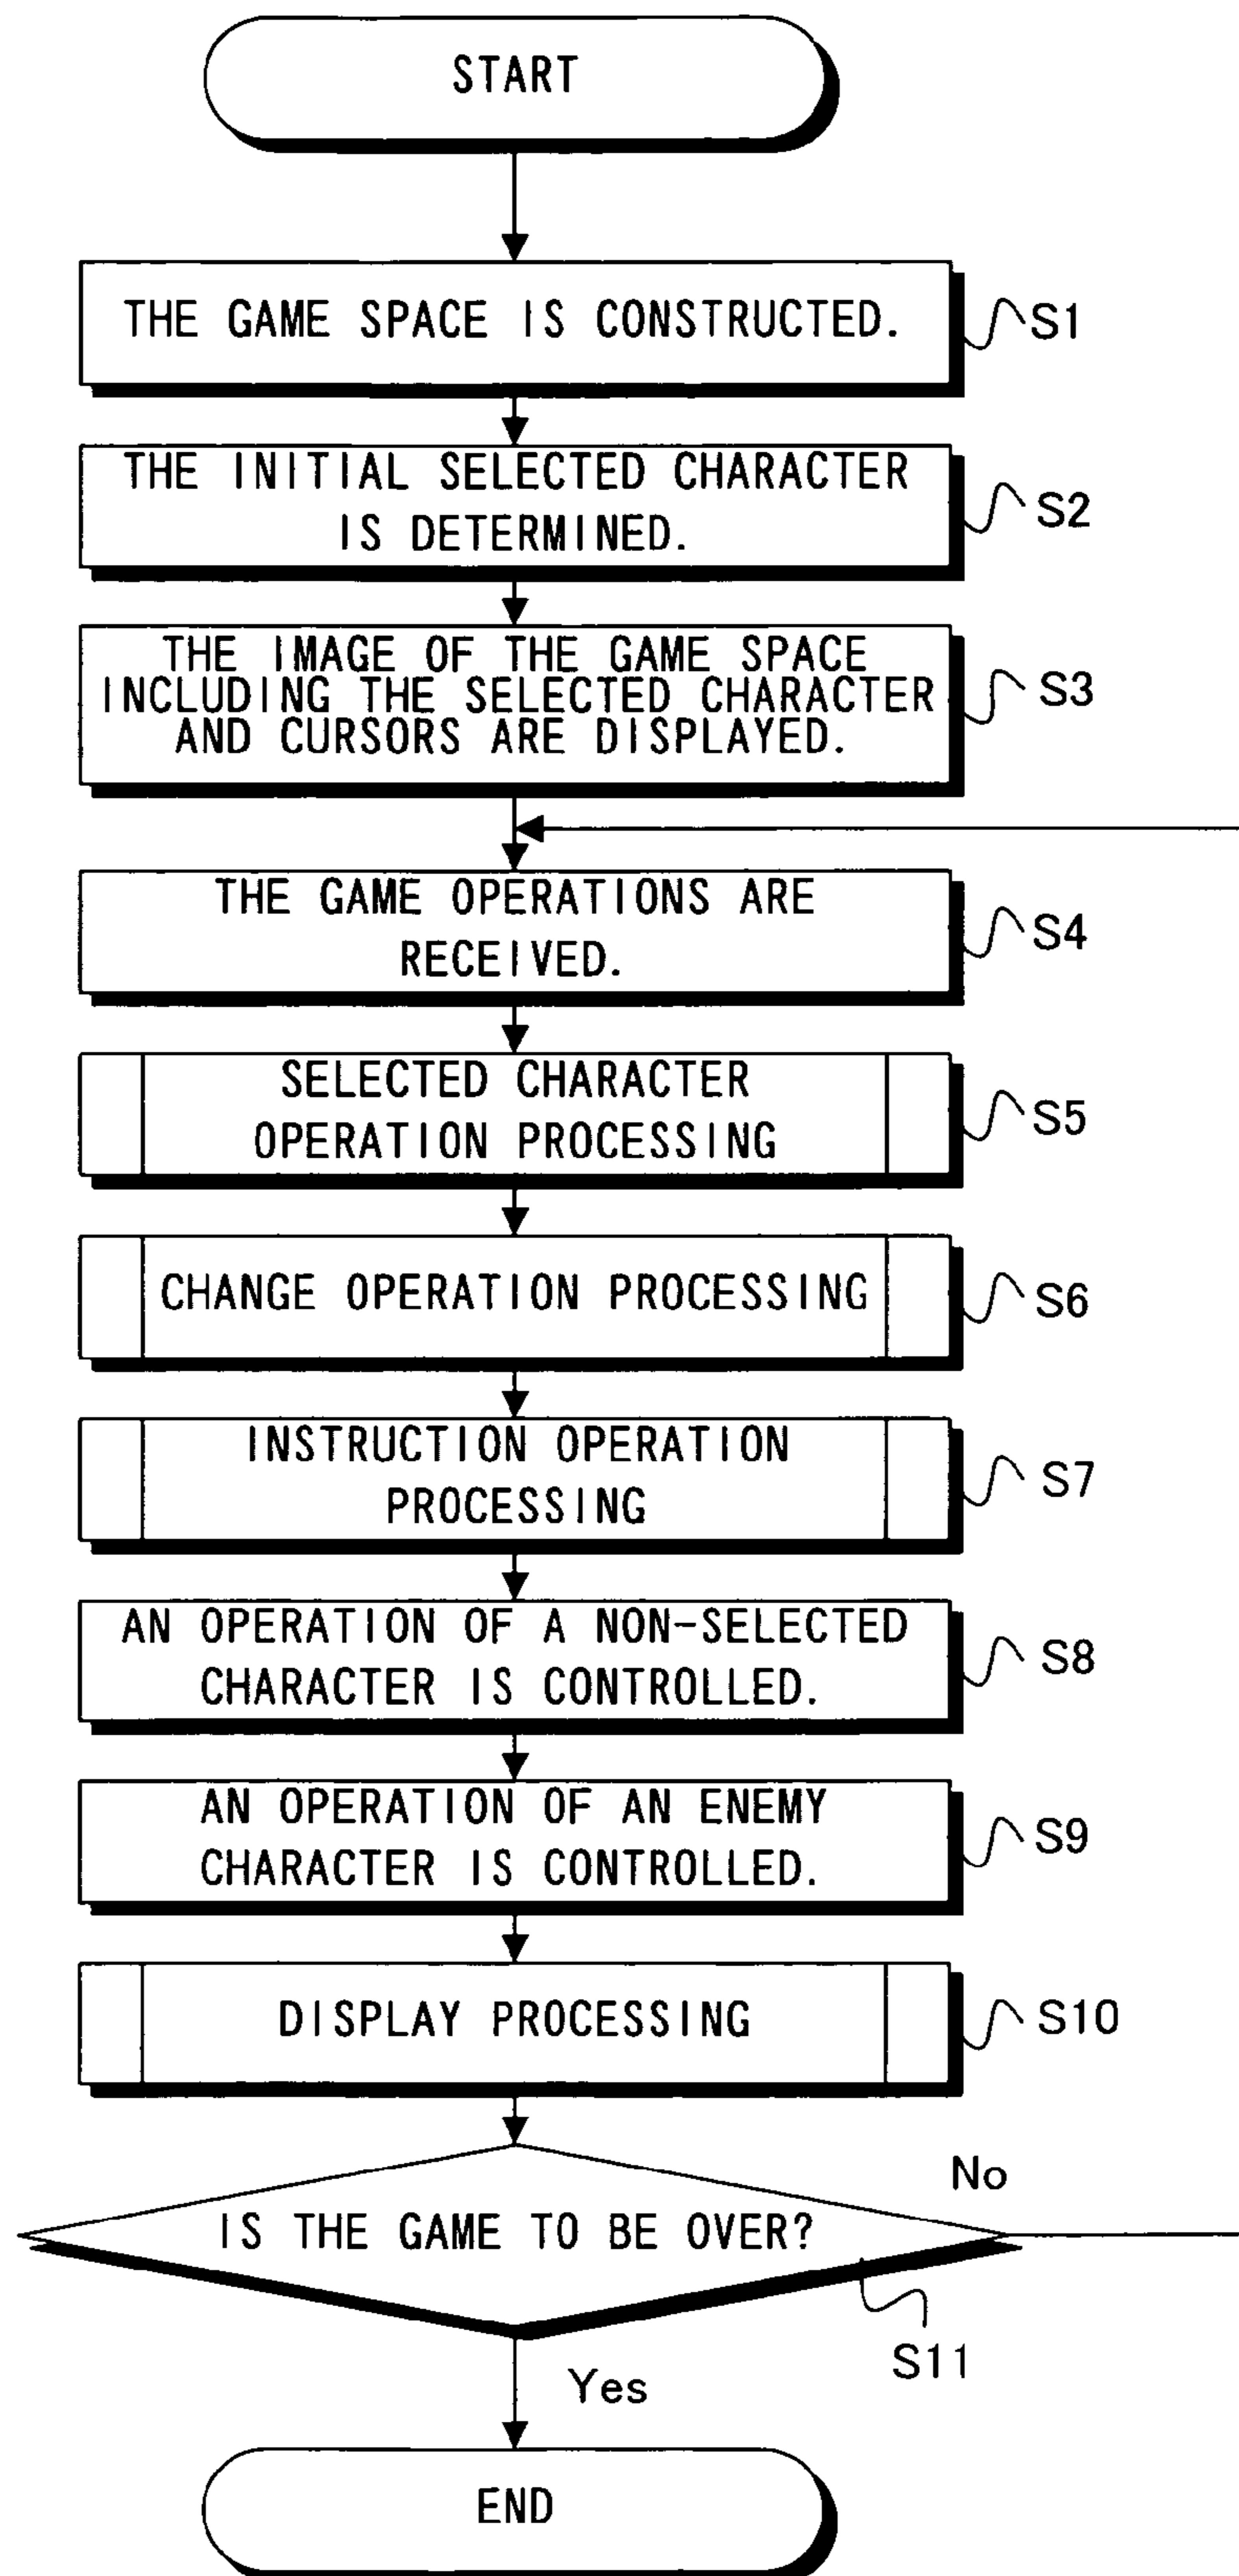 START
THE GAME SPACE IS CONSTRUCTED.
S1
THE INITIAL SELECTED CHARACTER
IS DETERMINED.
S2
THE IMAGE OF THE GAME SPACE
INCLUDING THE SELECTED CHARACTER
AND CURSORS ARE DISPLAYED.
S3
THE GAME OPERATIONS ARE
RECEIVED.
S4
SELECTED CHARACTER
OPERATION PROCESSING
S5
CHANGE OPERATION PROCESSING
S6
INSTRUCTION OPERATION
PROCESSING
S7
AN OPERATION OF A NON-SELECTED
CHARACTER IS CONTROLLED.
S8
AN OPERATION OF AN ENEMY
CHARACTER IS CONTROLLED.
S9
DISPLAY PROCESSING
S10
No
IS THE GAME TO BE OVER?
S11
Yes
END